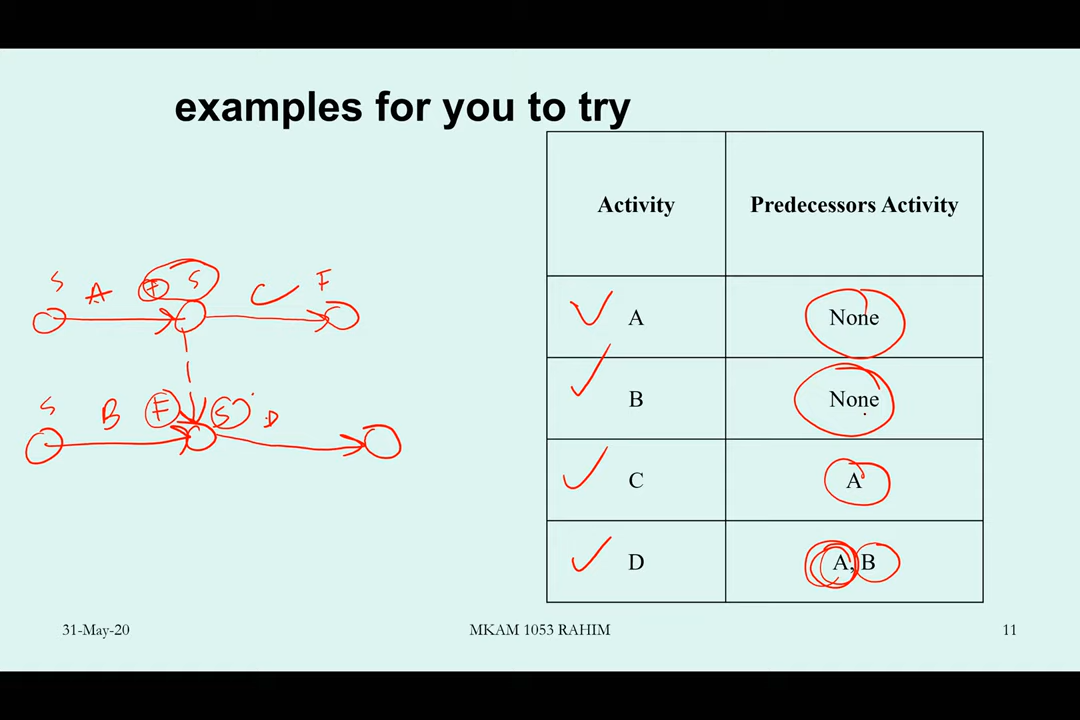 examples for you to try
Activity Predecessors Activity
A None
B None
C A
D A, B
S A F S C F
S B F S D
31-May-20 MKAM 1053 RAHIM 11